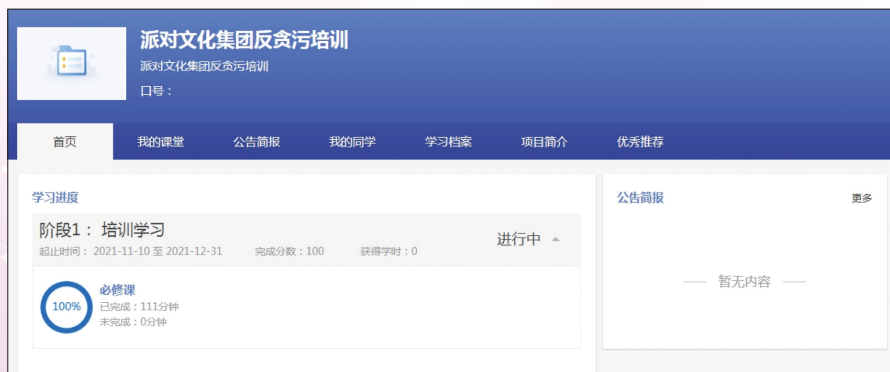 派对文化集团反贪污培训
派对文化集团反贪污培训
口号：
首页 我的课堂 公告简报 我的同学 学习档案 项目简介 优秀推荐
学习进度
阶段1： 培训学习
起止时间： 2021-11-10 至 2021-12-31 完成分数：100 获得学时：0
进行中
100%
必修课
已完成：111分钟
未完成：0分钟
公告简报 更多
暂无内容